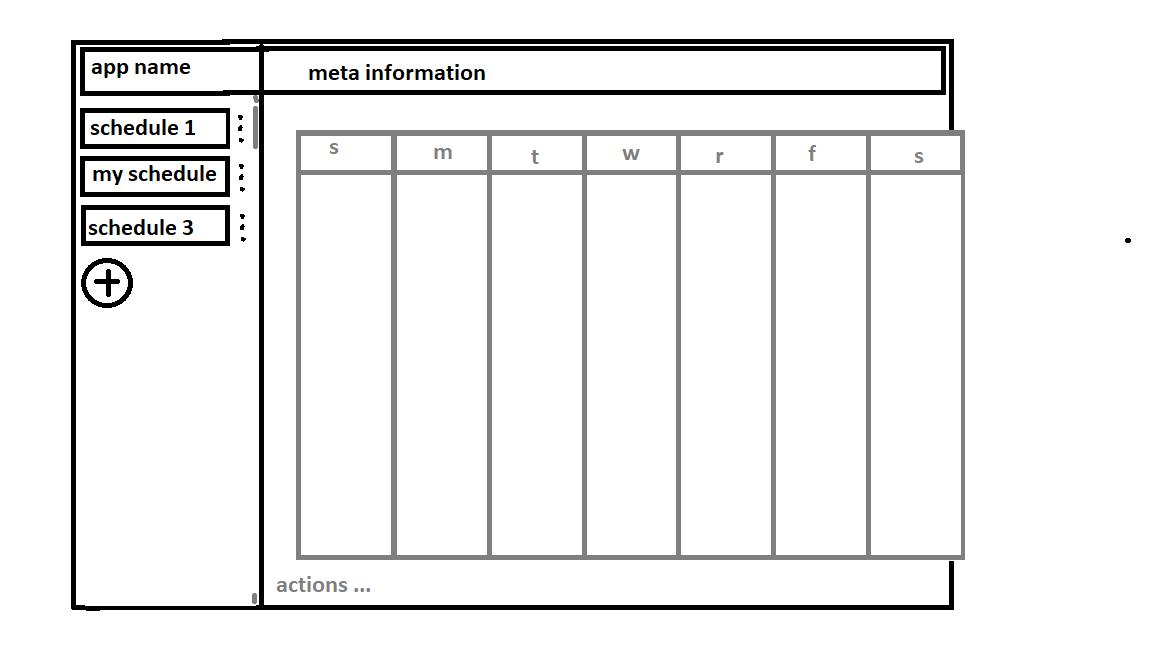 app name
meta information
schedule 1
my schedule
schedule 3
s m t w r f s
actions ...